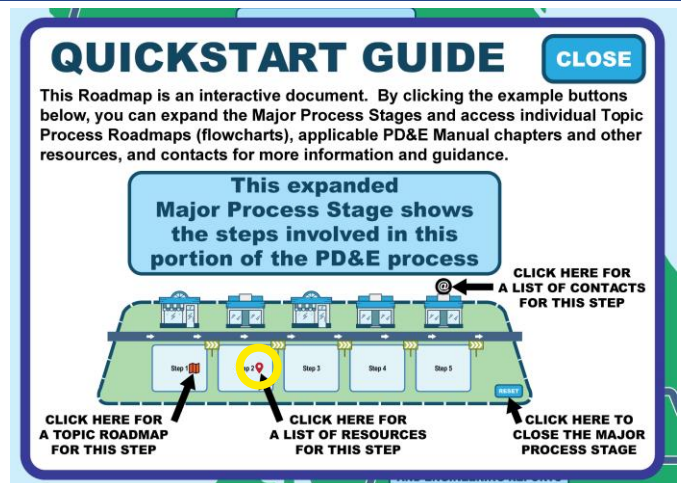 QUICKSTART GUIDE
CLOSE
This Roadmap is an interactive document.  By clicking the example buttons
below, you can expand the Major Process Stages and access individual Topic
Process Roadmaps (flowcharts), applicable PD&E Manual chapters and other
resources, and contacts for more information and guidance.
This expanded
Major Process Stage shows
the steps involved in this
portion of the PD&E process
@
CLICK HERE FOR
A LIST OF CONTACTS
FOR THIS STEP
Step 1
p 2
Step 3
Step 4
Step 5
RESET
CLICK HERE FOR
A TOPIC ROADMAP
FOR THIS STEP
CLICK HERE FOR
A LIST OF RESOURCES
FOR THIS STEP
CLICK HERE TO
CLOSE THE MAJOR
PROCESS STAGE
AND ENGINEERING REPORTS